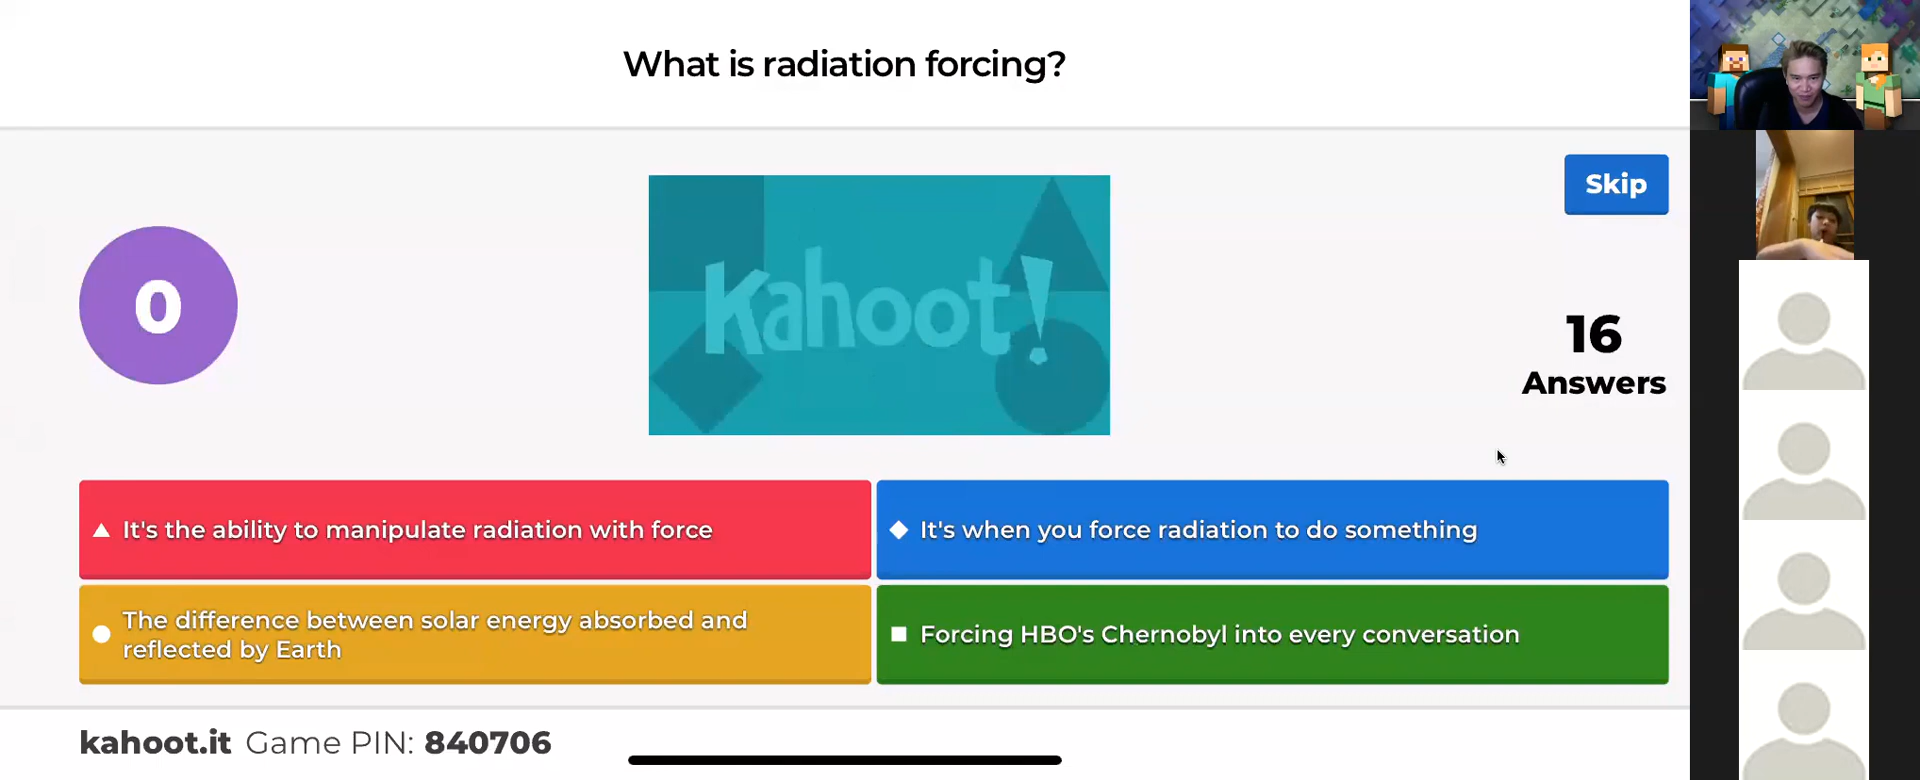 What is radiation forcing?
Skip
0
Kahoot!
16
Answers
It's the ability to manipulate radiation with force
It's when you force radiation to do something
The difference between solar energy absorbed and
reflected by Earth
Forcing HBO's Chernobyl into every conversation
kahoot.it Game PIN: 840706